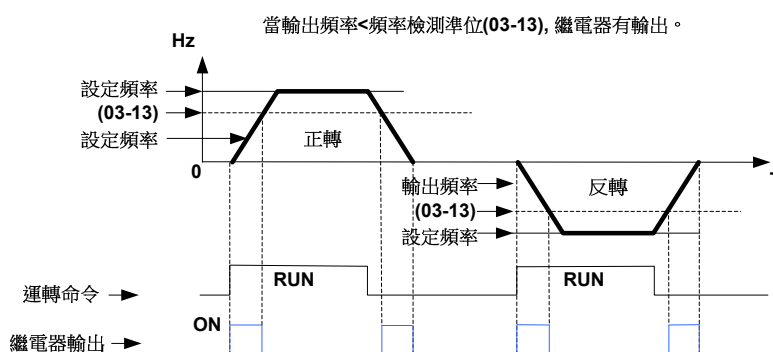 當輸出頻率<頻率檢測準位(03-13), 繼電器有輸出。
Hz
設定頻率
(03-13)
設定頻率
正轉
0
輸出頻率
反轉
(03-13)
設定頻率
運轉命令
RUN
RUN
ON
繼電器輸出